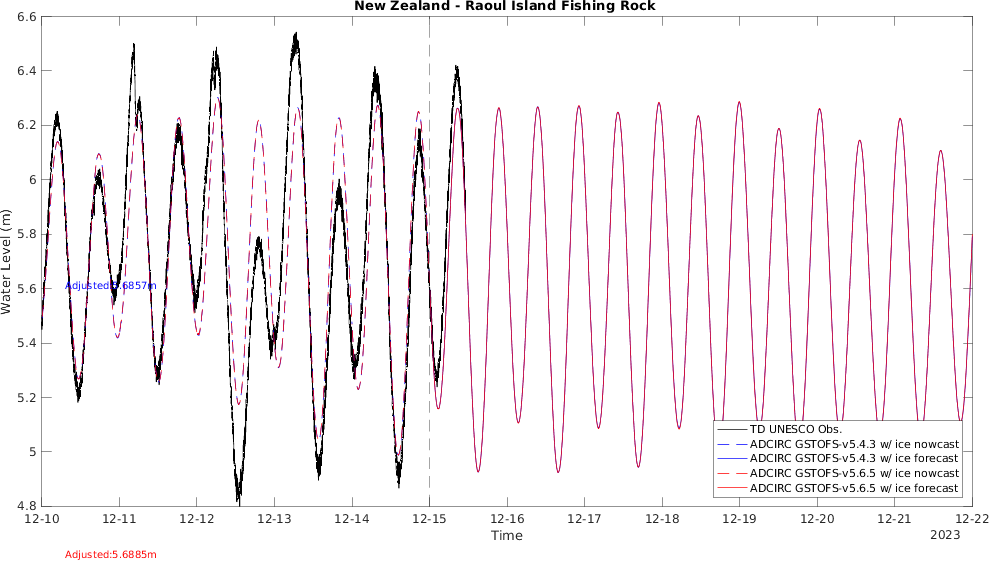 New Zealand - Raoul Island Fishing Rock
6.6
6.4
6.2
6
5.8
5.6
5.4
5.2
5
4.8
Water Level (m)
Adjusted:5.6857m
TD UNESCO Obs.
ADCIRC GSTOFS-v5.4.3 w/ ice nowcast
ADCIRC GSTOFS-v5.4.3 w/ ice forecast
ADCIRC GSTOFS-v5.6.5 w/ ice nowcast
ADCIRC GSTOFS-v5.6.5 w/ ice forecast
12-10 12-11 12-12 12-13 12-14 12-15 12-16 12-17 12-18 12-19 12-20 12-21 12-22
Time
2023
Adjusted:5.6885m